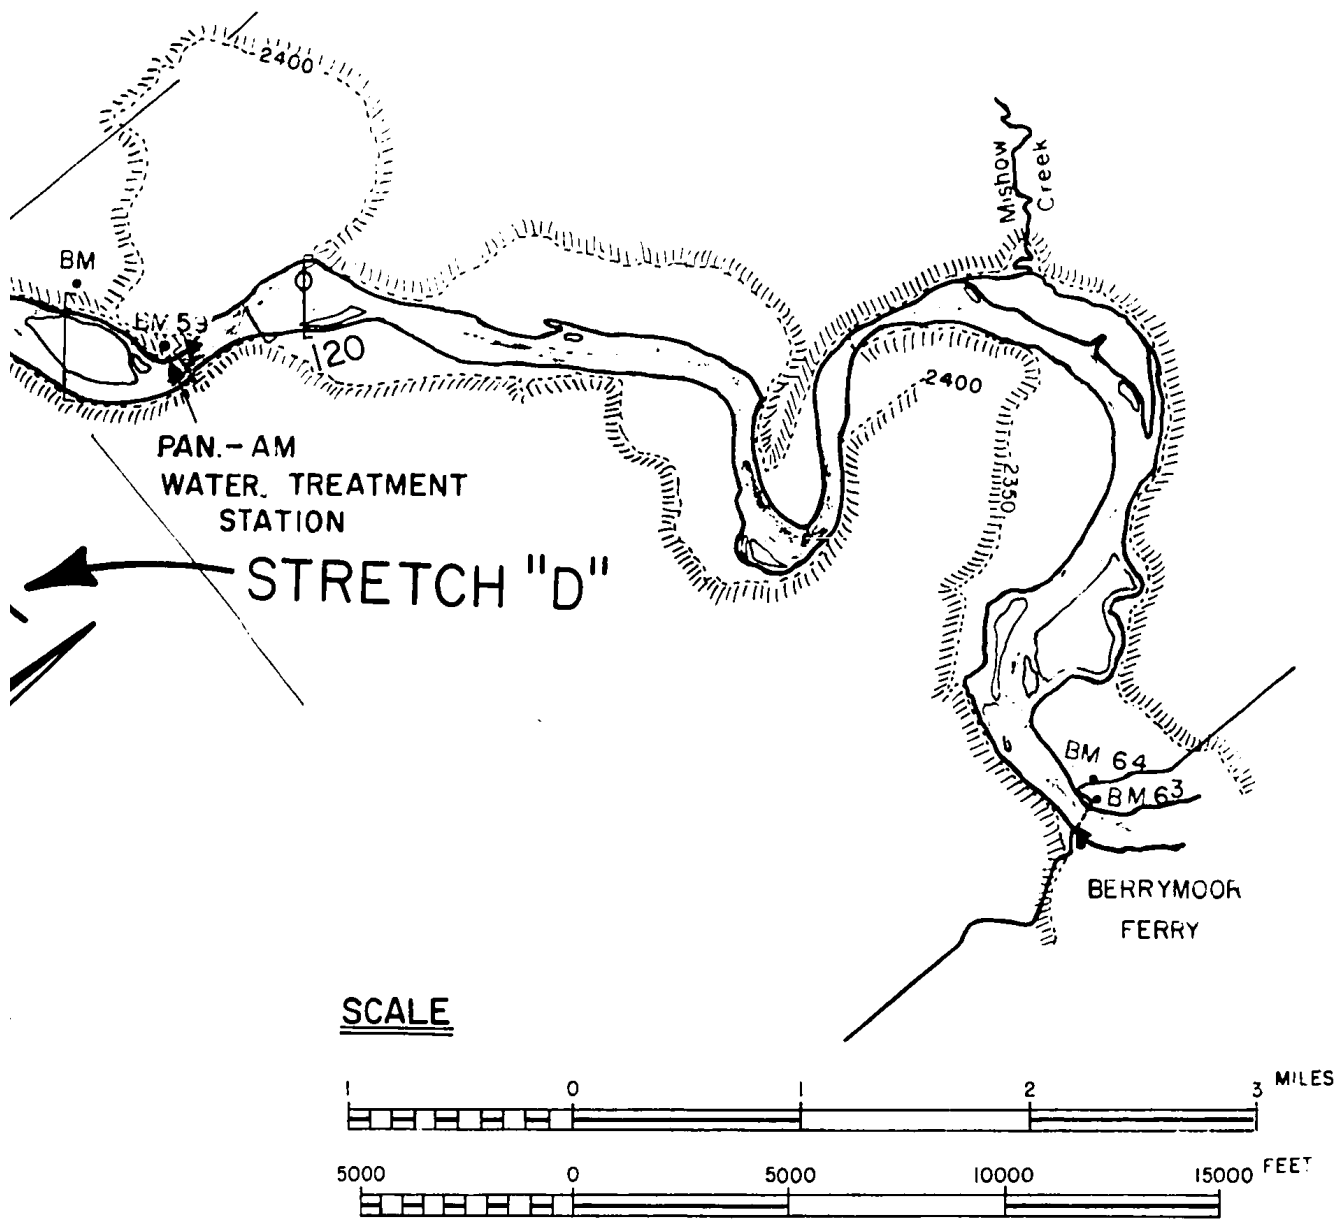 2400
Mishow
Creek
BM
BM 59
120
2400
PAN.- AM
WATER. TREATMENT
STATION
2350
STRETCH "D"
BM 64
BM 63
BERRYMOOR
FERRY
SCALE
1 0 1 2 3 MILES
5000 0 5000 10000 15000 FEET